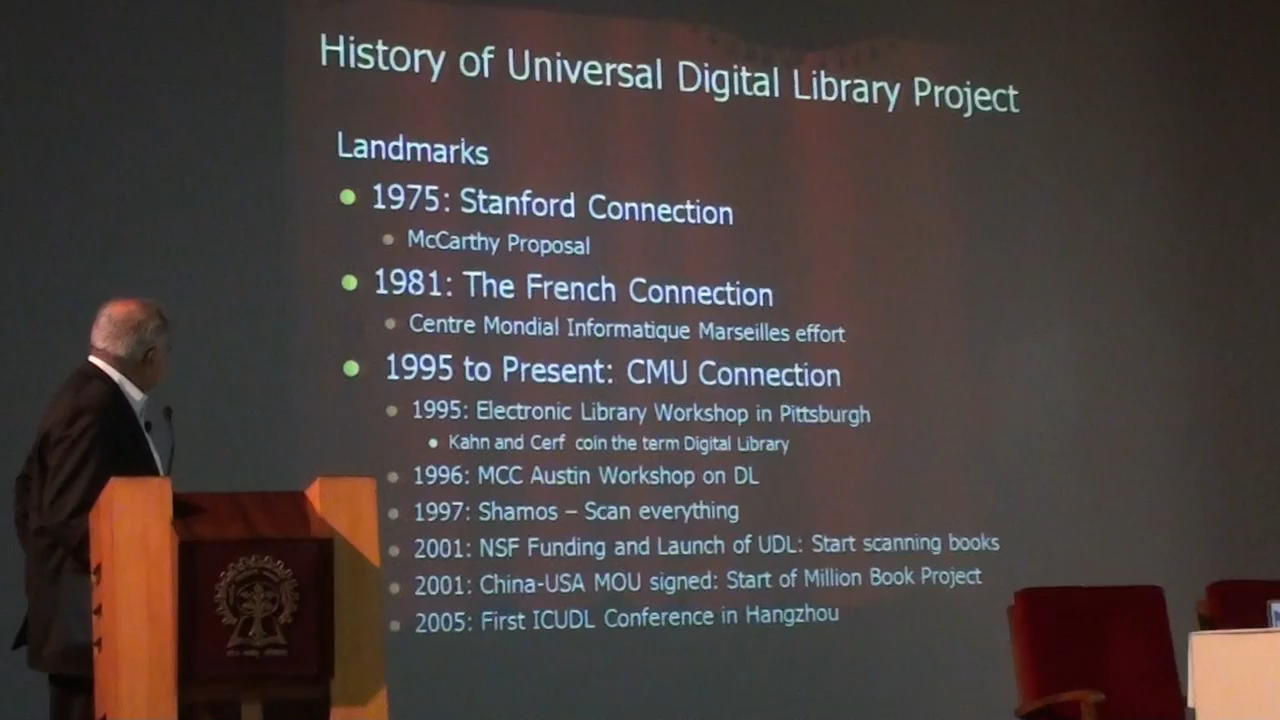 History of Universal Digital Library Project
Landmarks
1975: Stanford Connection
McCarthy Proposal
1981: The French Connection
Centre Mondial Informatique Marseilles effort
1995 to Present: CMU Connection
1995: Electronic Library Workshop in Pittsburgh
Kahn and Cerf coin the term Digital Library
1996: MCC Austin Workshop on DL
1997: Shamos – Scan everything
2001: NSF Funding and Launch of UDL: Start scanning books
2001: China-USA MOU signed: Start of Million Book Project
2005: First ICUDL Conference in Hangzhou